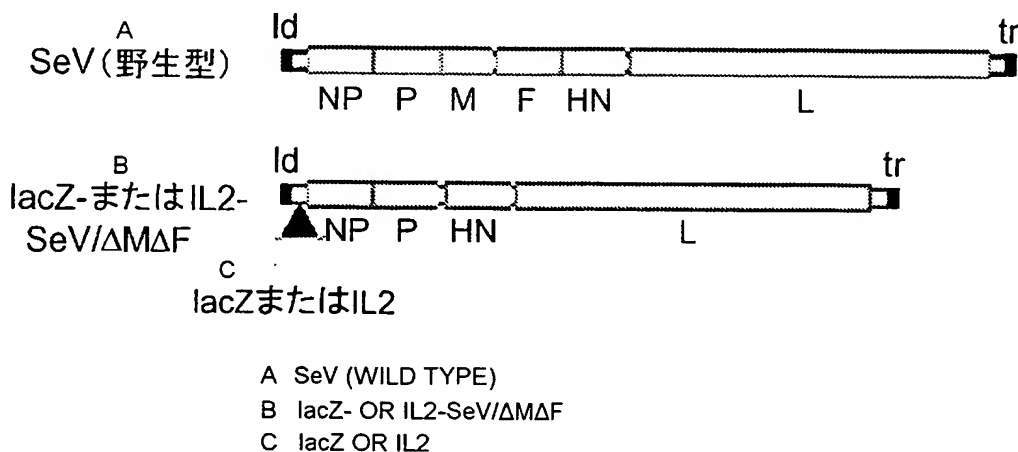 A
SeV(野生型)
ld
tr
NP P M F HN L
B
lacZ-またはIL2-
SeV/ΔMΔF
ld
tr
NP P HN L
C
lacZまたはIL2
A SeV (WILD TYPE)
B lacZ- OR IL2-SeV/ΔMΔF
C lacZ OR IL2